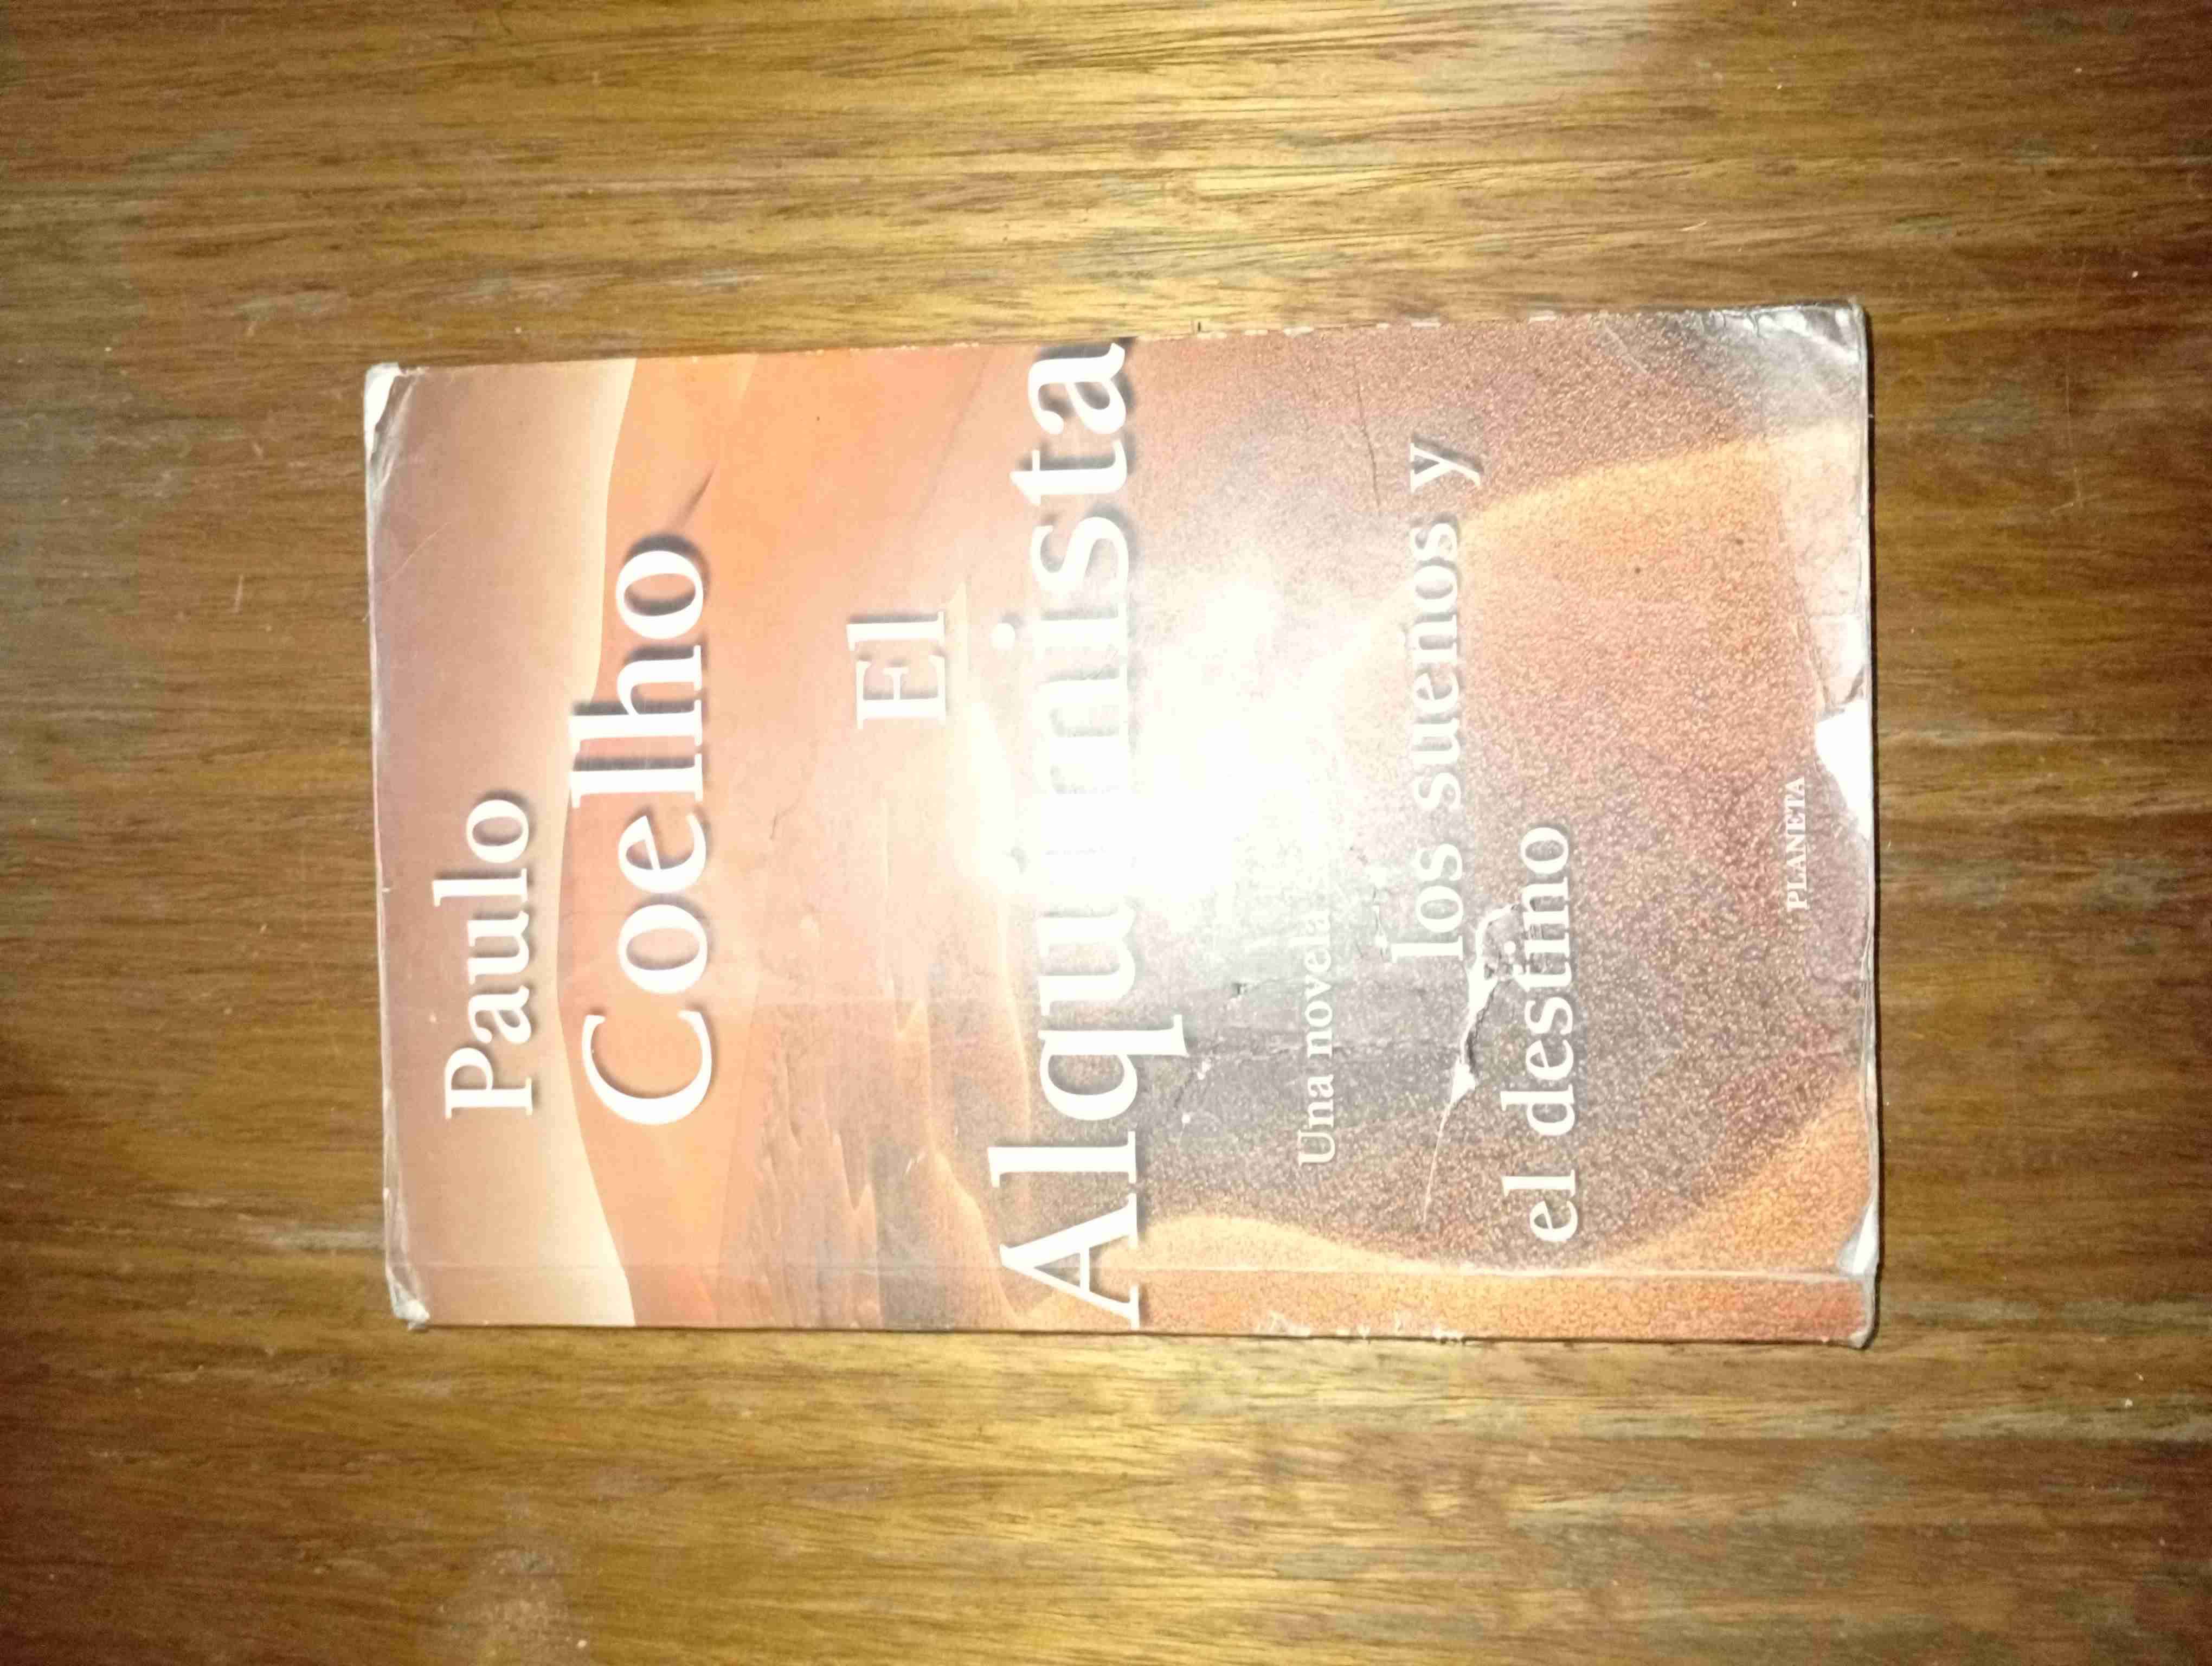 Paulo
Coelho
El
Alquimista
Una novela
los sueños y
el destino
PLANETA